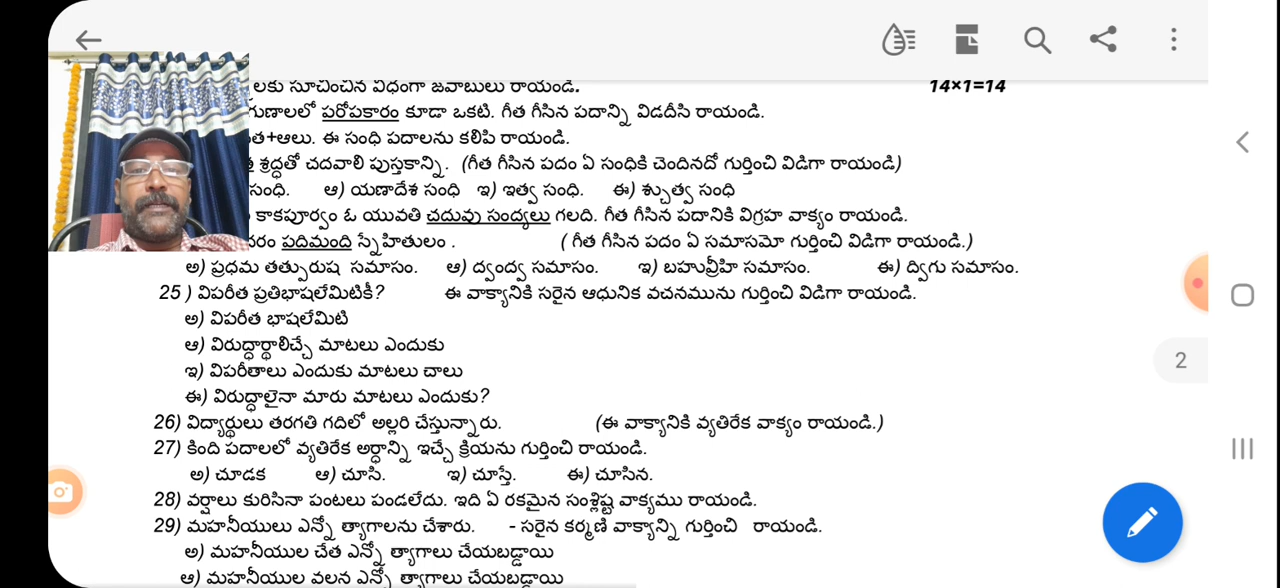 లకు సూచించిన విధంగా జవాబులు రాయండి. 14×1=14
గుణాలలో పరోపకారం కూడా ఒకటి. గీత గీసిన పదాన్ని విడదీసి రాయండి.
త+ఆలు. ఈ సంధి పదాలను కలిపి రాయండి.
శ్రద్ధతో చదవాలి పుస్తకాన్ని. (గీత గీసిన పదం ఏ సంధికి చెందినదో గుర్తించి విడిగా రాయండి)
సంధి. ఆ) యణాదేశ సంధి ఇ) ఇత్వ సంధి. ఈ) శ్చుత్వ సంధి
కాకపూర్వం ఓ యువతి చదువు సంద్యలు గలది. గీత గీసిన పదానికి విగ్రహ వాక్యం రాయండి.
పదిమంది స్నేహితులం . ( గీత గీసిన పదం ఏ సమాసమో గుర్తించి విడిగా రాయండి.)
అ) ప్రధమ తత్పురుష సమాసం. ఆ) ద్వంద్వ సమాసం. ఇ) బహువ్రీహి సమాసం. ఈ) ద్విగు సమాసం.
25 ) విపరీత ప్రతిభాషలేమిటికీ? ఈ వాక్యానికి సరైన ఆధునిక వచనమును గుర్తించి విడిగా రాయండి.
అ) విపరీత భాషలేమిటి
ఆ) విరుద్ధార్థాలిచ్చే మాటలు ఎందుకు
ఇ) విపరీతాలు ఎందుకు మాటలు చాలు
ఈ) విరుద్ధాలైనా మారు మాటలు ఎందుకు?
26) విద్యార్థులు తరగతి గదిలో అల్లరి చేస్తున్నారు. (ఈ వాక్యానికి వ్యతిరేక వాక్యం రాయండి.)
27) కింది పదాలలో వ్యతిరేక అర్ధాన్ని ఇచ్చే క్రియను గుర్తించి రాయండి.
అ) చూడక ఆ) చూసి. ఇ) చూస్తే. ఈ) చూసిన.
28) వర్షాలు కురిసినా పంటలు పండలేదు. ఇది ఏ రకమైన సంశ్లిష్ట వాక్యము రాయండి.
29) మహనీయులు ఎన్నో త్యాగాలను చేశారు. - సరైన కర్మణి వాక్యాన్ని గుర్తించి రాయండి.
అ) మహనీయుల చేత ఎన్నో త్యాగాలు చేయబడ్డాయి
ఆ) మహనీయుల వలన ఎన్నో త్యాగాలు చేయబడ్డాయి
2